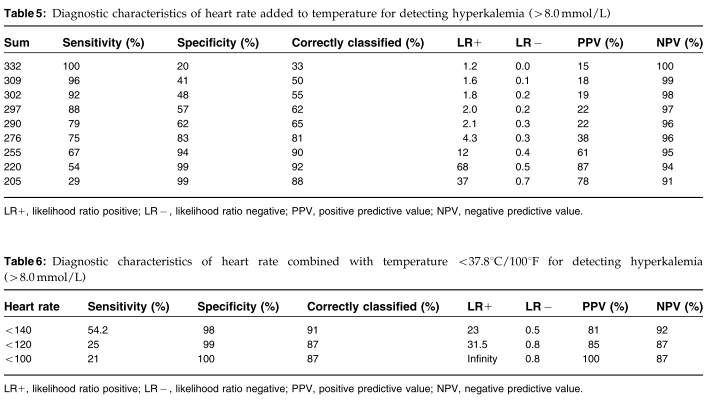 Table 5: Diagnostic characteristics of heart rate added to temperature for detecting hyperkalemia (>8.0 mmol/L)
Sum Sensitivity (%) Specificity (%) Correctly classified (%) LR+ LR− PPV (%) NPV (%)
332 100 20 33 1.2 0.0 15 100
309 96 41 50 1.6 0.1 18 99
302 92 48 55 1.8 0.2 19 98
297 88 57 62 2.0 0.2 22 97
290 79 62 65 2.1 0.3 22 96
276 75 83 81 4.3 0.3 38 96
255 67 94 90 12 0.4 61 95
220 54 99 92 68 0.5 87 94
205 29 99 88 37 0.7 78 91
LR+, likelihood ratio positive; LR−, likelihood ratio negative; PPV, positive predictive value; NPV, negative predictive value.
Table 6: Diagnostic characteristics of heart rate combined with temperature <37.8°C/100°F for detecting hyperkalemia
(>8.0 mmol/L)
Heart rate Sensitivity (%) Specificity (%) Correctly classified (%) LR+ LR− PPV (%) NPV (%)
<140 54.2 98 91 23 0.5 81 92
<120 25 99 87 31.5 0.8 85 87
<100 21 100 87 Infinity 0.8 100 87
LR+, likelihood ratio positive; LR−, likelihood ratio negative; PPV, positive predictive value; NPV, negative predictive value.